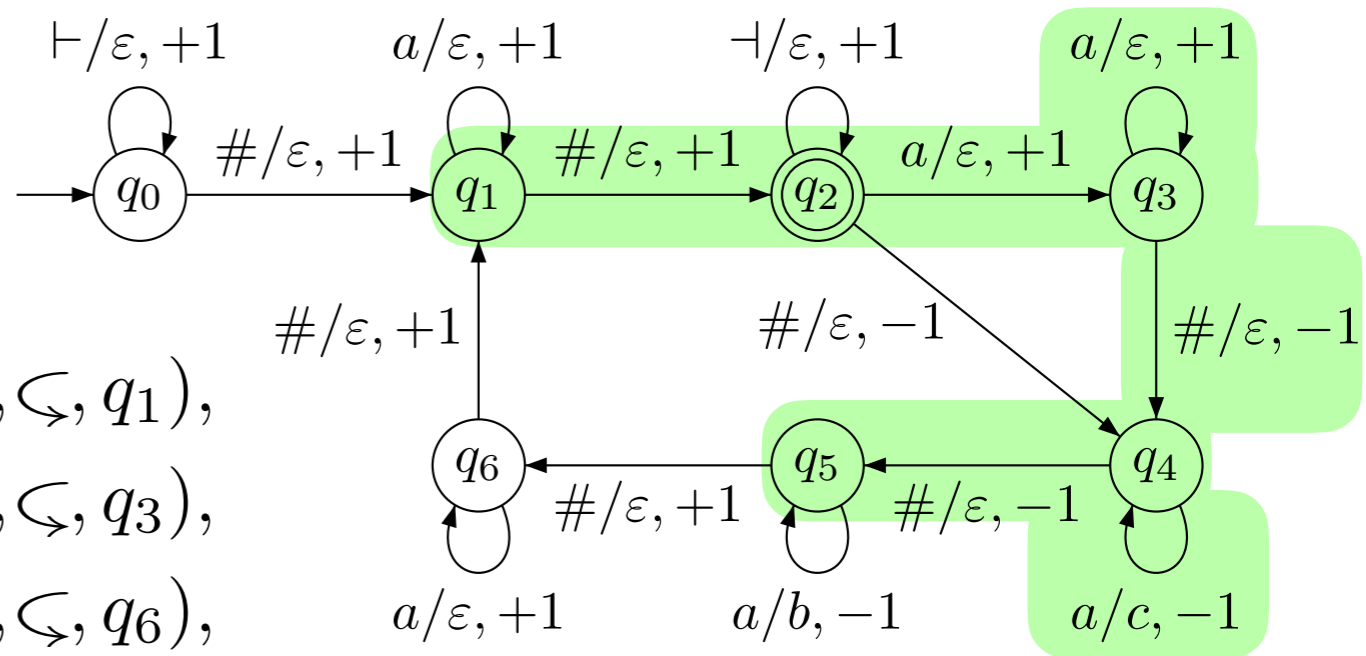 ⊢/ε, +1 a/ε, +1 ⊣/ε, +1 a/ε, +1
#/ε, +1 #/ε, +1 a/ε, +1
q₀ q₁ q₂ q₃
#/ε, +1 #/ε, −1 #/ε, −1
, ⤹, q₁),
q₆ q₅ q₄
, ⤹, q₃),
#/ε, +1 #/ε, −1
, ⤹, q₆), a/ε, +1 a/b, −1 a/c, −1